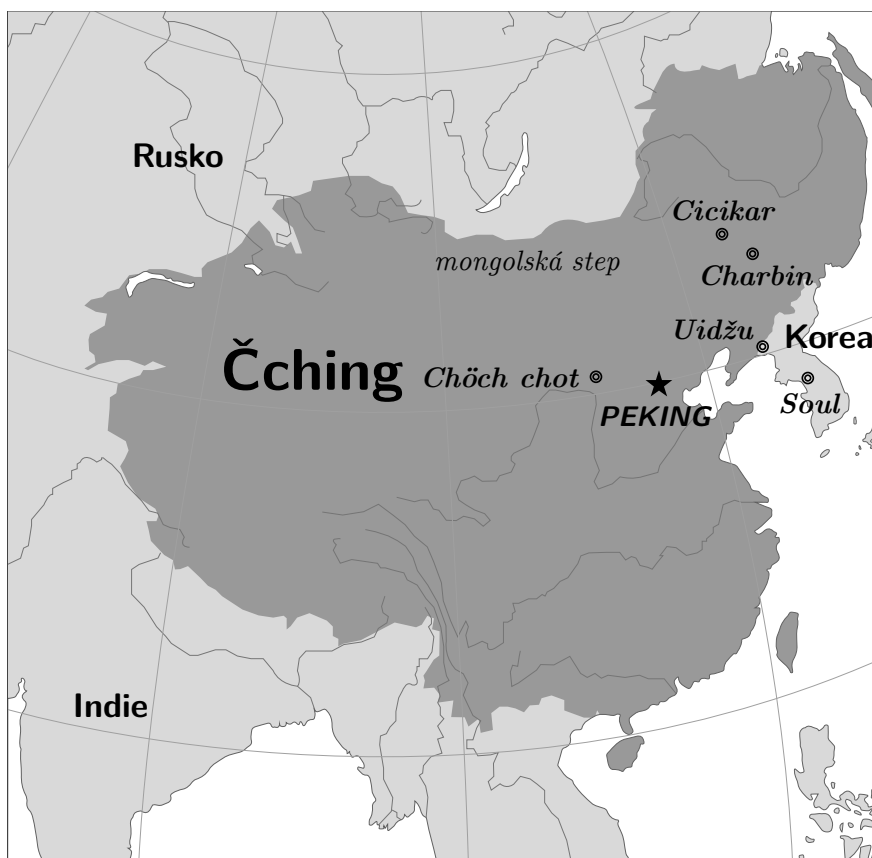 Rusko
Cicikar
mongolská step
Charbin
Uidžu
Korea
Čching
Chöch chot
PEKING
Soul
Indie